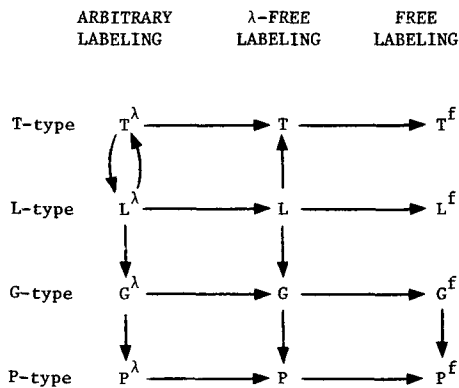 ARBITRARY λ-FREE FREE
LABELING LABELING LABELING
T-type T^λ T T^f
L-type L^λ L L^f
G-type G^λ G G^f
P-type P^λ P P^f